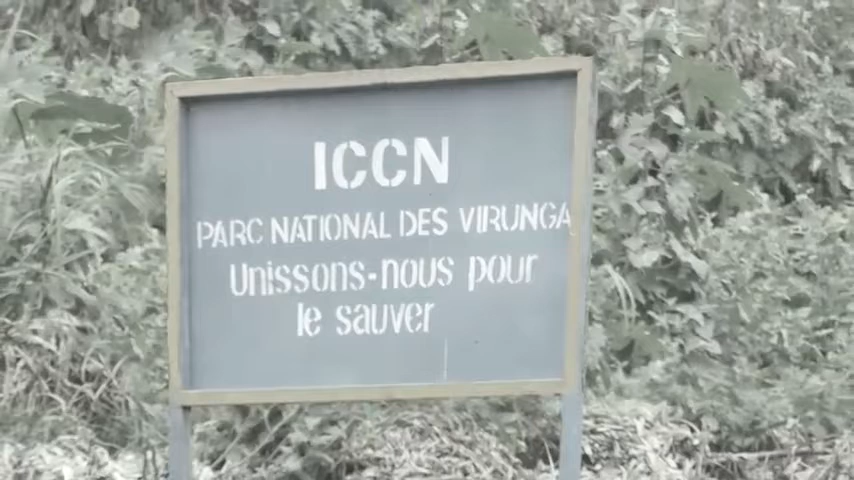 ICCN
PARC NATIONAL DES VIRUNGA
Unissons-nous pour
le sauver